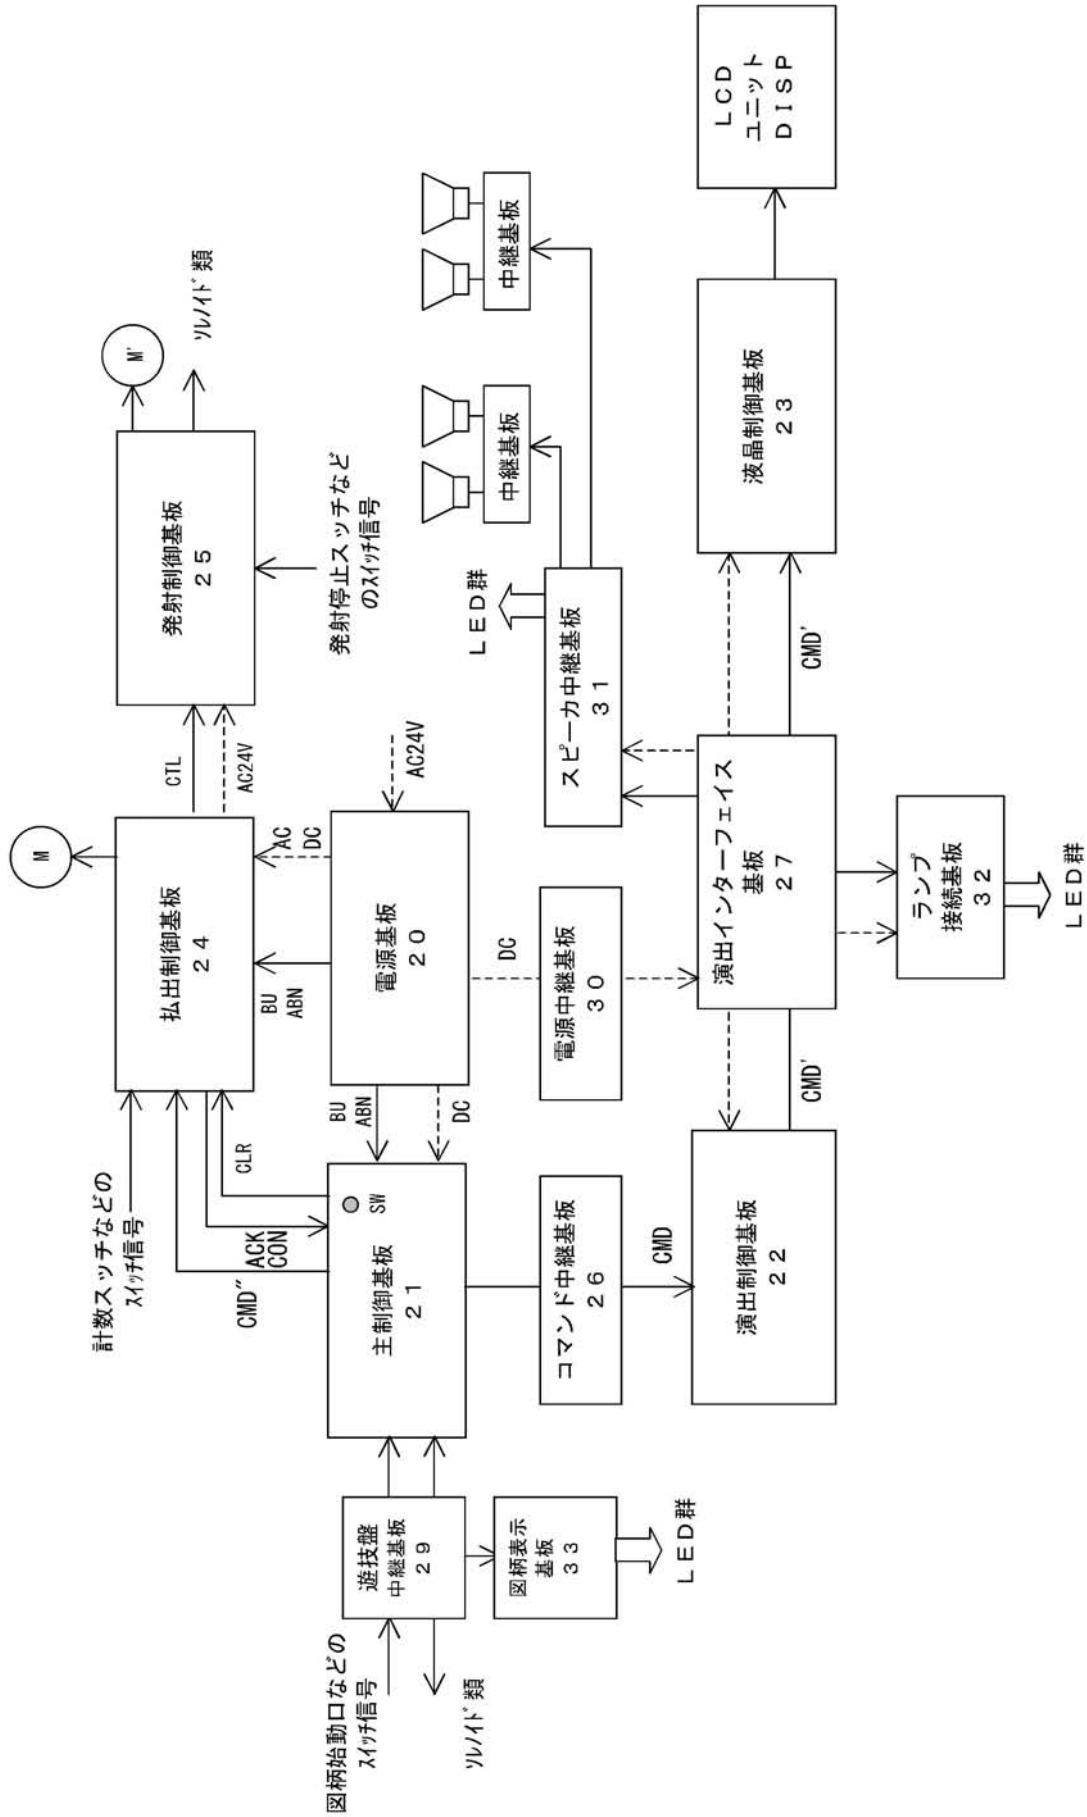 計数スッチなどの
ｽｲｯﾁ信号
M
払出制御基板
２４
CTL
AC24V
発射制御基板
２５
M'
ｿﾚﾉｲﾄﾞ類
発射停止スッチなど
のｽｲｯﾁ信号
CMD″
ACK
CON
CLR
BU
ABN
AC
DC
図柄始動口などの
ｽｲｯﾁ信号
ｿﾚﾉｲﾄﾞ類
遊技盤
中継基板
２９
主制御基板
２１
SW
BU
ABN
DC
電源基板
２０
AC24V
図柄表示
基板
３３
ＬＥＤ群
コマンド中継基板
２６
CMD
電源中継基板
３０
DC
スピーカ中継基板
３１
ＬＥＤ群
中継基板
中継基板
演出制御基板
２２
CMD'
演出インターフェイス
基板
２７
CMD'
液晶制御基板
２３
ＬＣＤ
ユニット
ＤＩＳＰ
ランプ
接続基板
３２
ＬＥＤ群